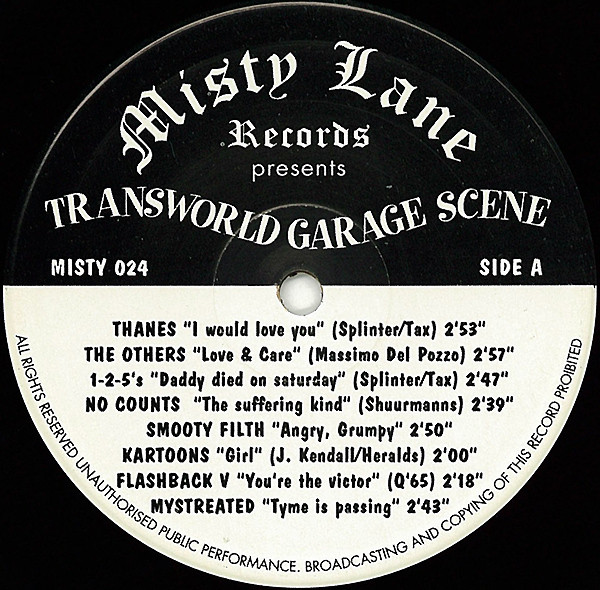 Misty Lane
Records
presents
TRANSWORLD GARAGE SCENE
MISTY 024
SIDE A
THANES "I would love you" (Splinter/Tax) 2'53"
THE OTHERS "Love & Care" (Massimo Del Pozzo) 2'57"
1-2-5's "Daddy died on saturday" (Splinter/Tax) 2'47"
NO COUNTS "The suffering kind" (Shuurmanns) 2'39"
SMOOTY FILTH "Angry, Grumpy" 2'50"
KARTOONS "Girl" (J. Kendall/Heralds) 2'00"
FLASHBACK V "You're the victor" (Q'65) 2'18"
MYSTREATED "Tyme is passing" 2'43"
ALL RIGHTS RESERVED UNAUTHORISED PUBLIC PERFORMANCE. BROADCASTING AND COPYING OF THIS RECORD PROIBITED